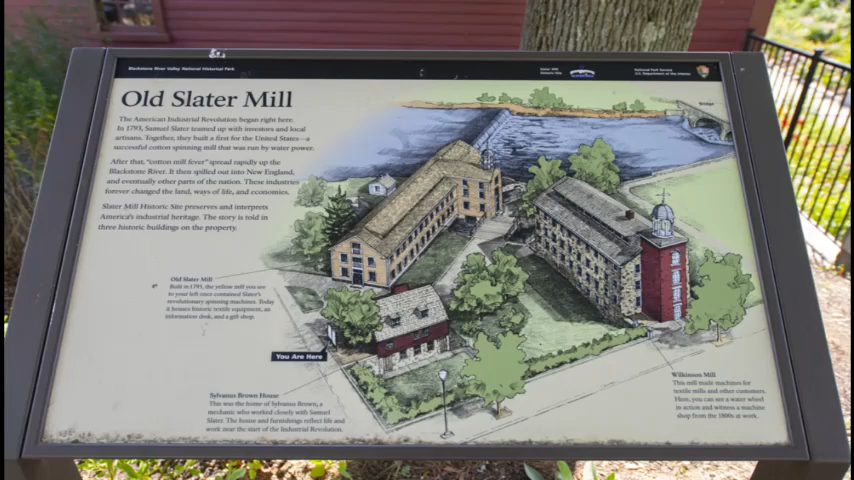 Blackstone River Valley National Historical Park
Slater Mill
Historic Site
National Park Service
U.S. Department of the Interior
Bridge
Old Slater Mill
The American Industrial Revolution began right here.
In 1793, Samuel Slater teamed up with inventors and local
artisans. Together, they built a first for the United States—a
successful cotton spinning mill that was run by water power.
After that, "cotton mill fever" spread rapidly up the
Blackstone River. It then spilled out into New England,
and eventually other parts of the nation. These industries
forever changed the land, ways of life, and economies.
Slater Mill Historic Site preserves and interprets
America's industrial heritage. The story is told in
three historic buildings on the property.
Old Slater Mill
Built in 1793, the yellow mill you see
to your left once contained Slater's
revolutionary spinning machines. Today
it houses historic textile equipment, an
information desk, and a gift shop.
You Are Here
Sylvanus Brown House
This was the home of Sylvanus Brown, a
mechanic who worked closely with Samuel
Slater. The house and furnishings reflect life and
work near the start of the Industrial Revolution.
Wilkinson Mill
This mill made machines for
textile mills and other customers.
Here, you can see a water wheel
in action and witness a machine
shop from the 1800s at work.